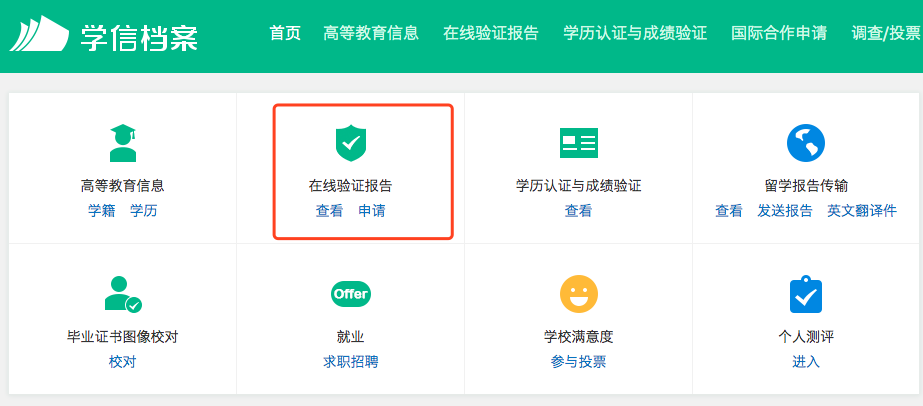 学信档案 首页 高等教育信息 在线验证报告 学历认证与成绩验证 国际合作申请 调查/投票
高等教育信息 在线验证报告 学历认证与成绩验证 留学报告传输
学籍 学历 查看 申请 查看 查看 发送报告 英文翻译件
Offer
毕业证书图像校对 就业 学校满意度 个人测评
校对 求职招聘 参与投票 进入